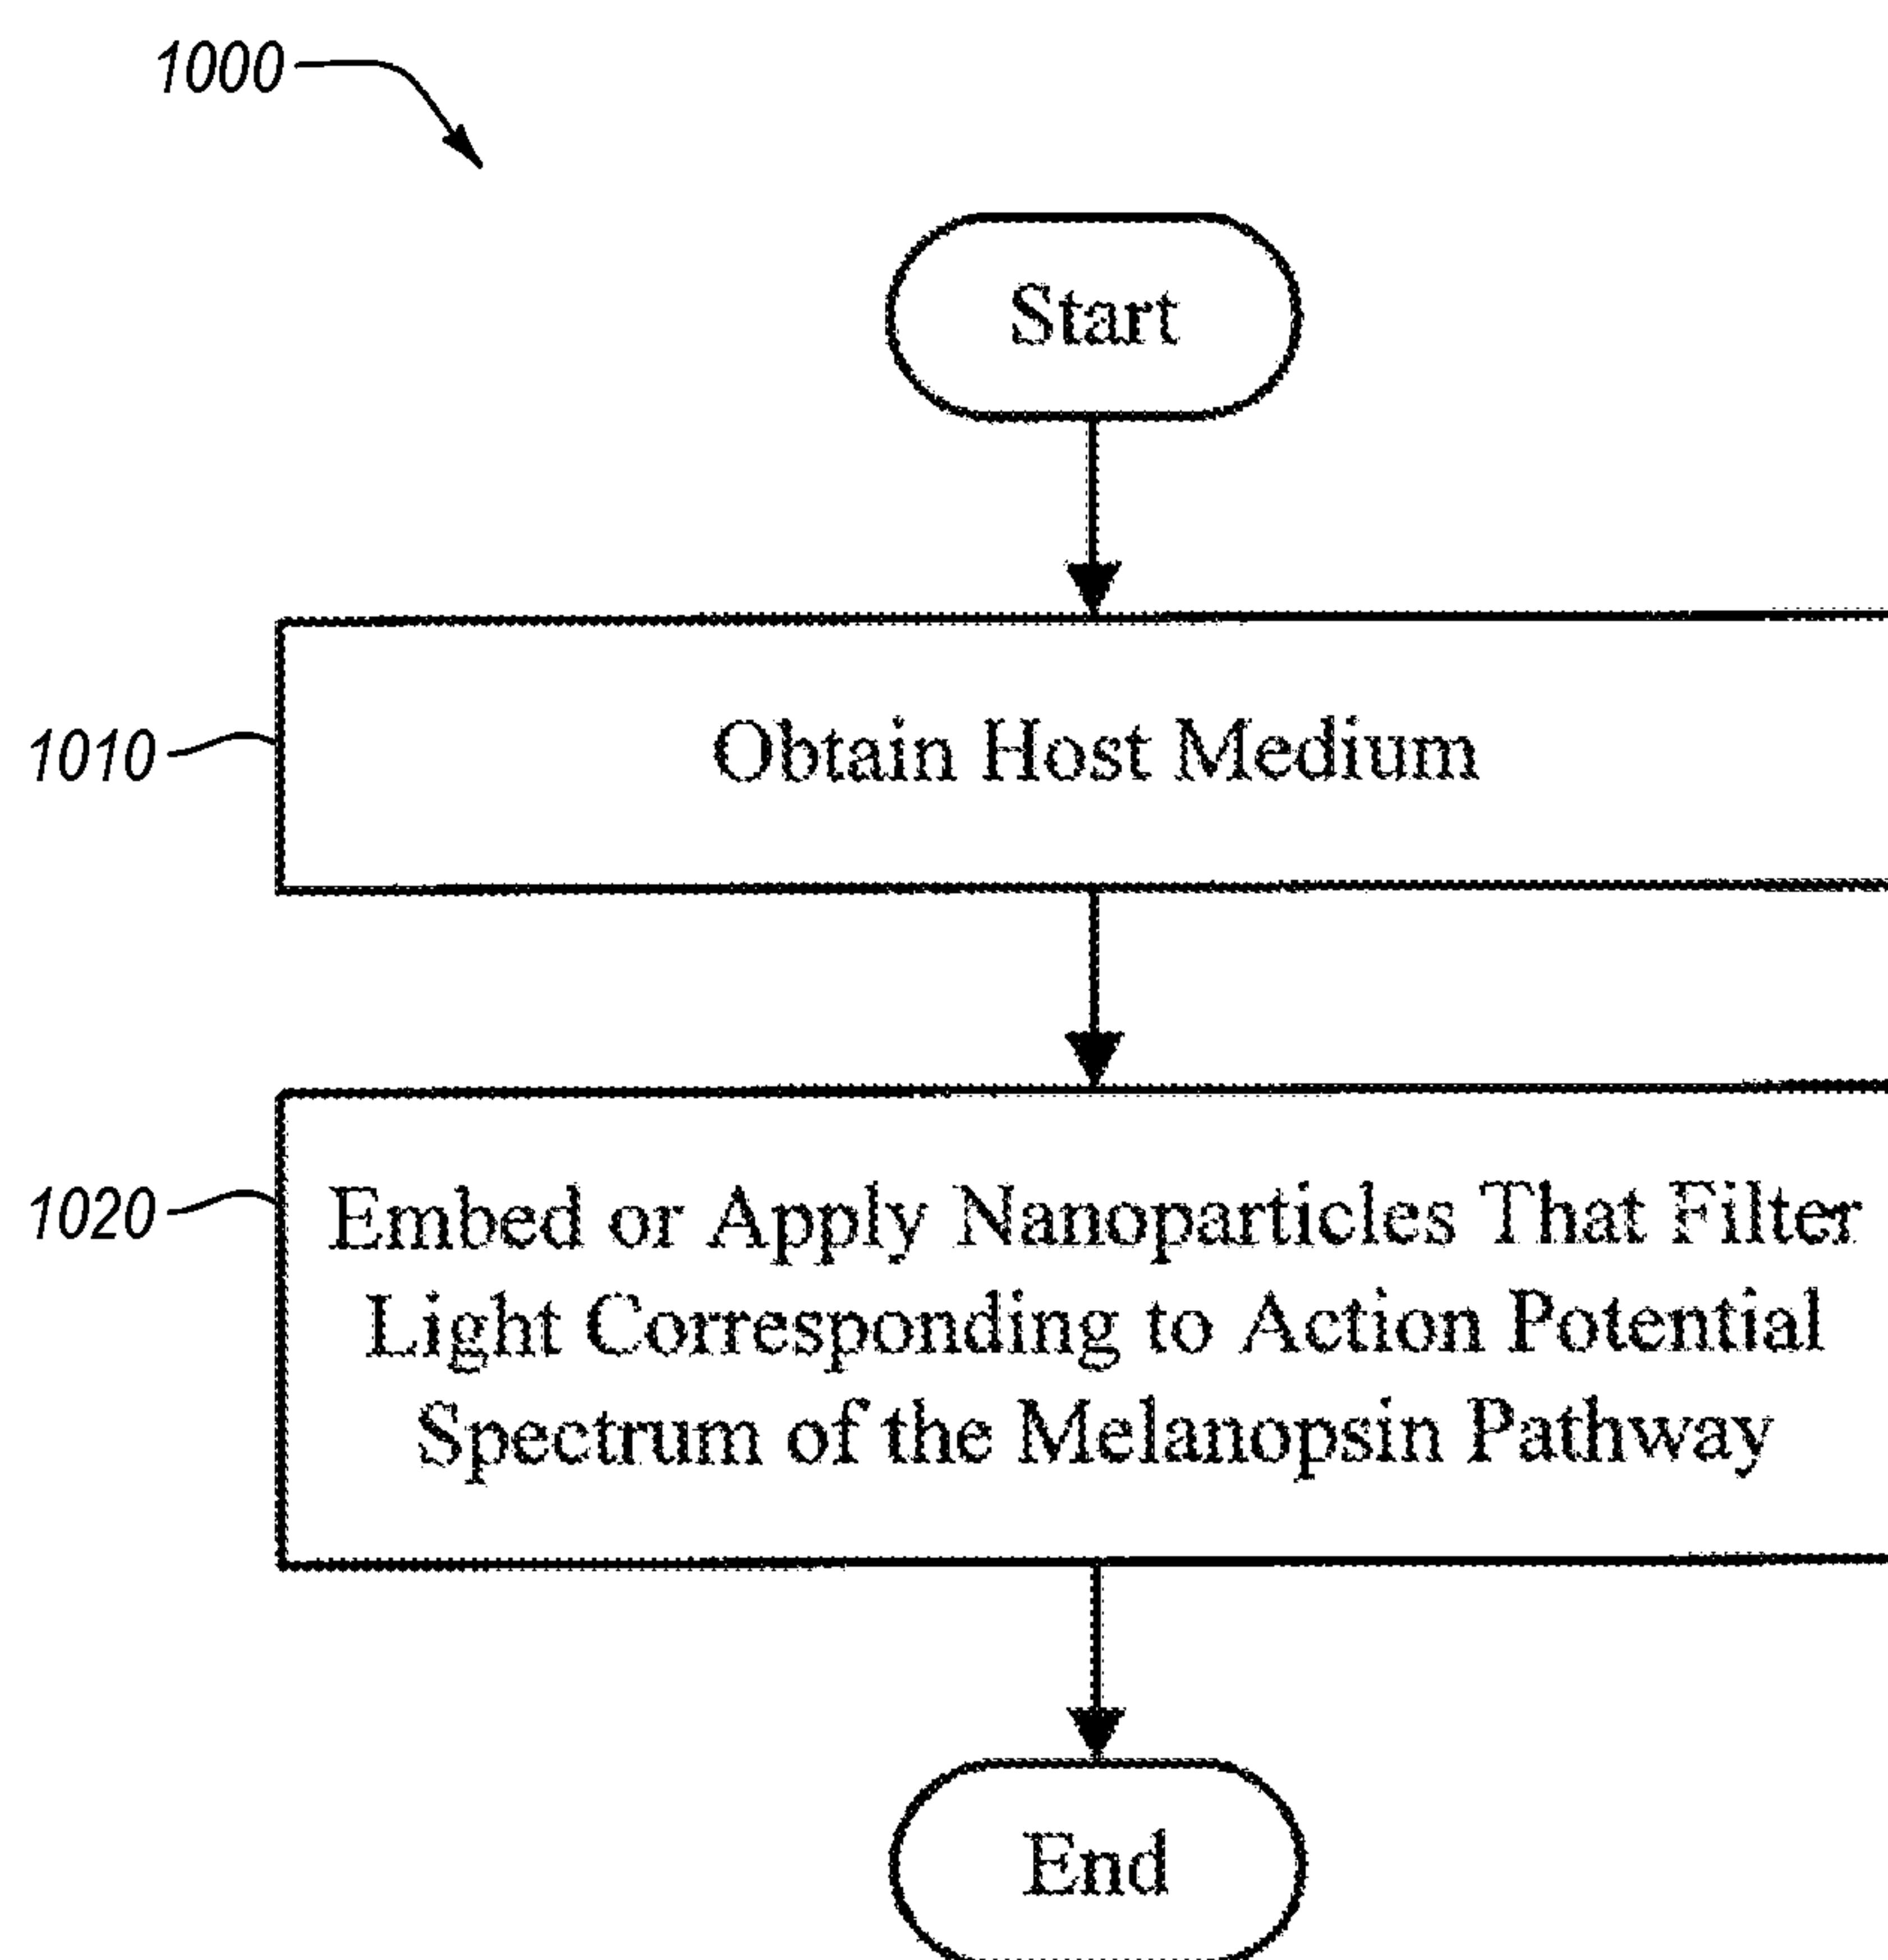 1000
Start
1010
Obtain Host Medium
1020
Embed or Apply Nanoparticles That Filter
Light Corresponding to Action Potential
Spectrum of the Melanopsin Pathway
End